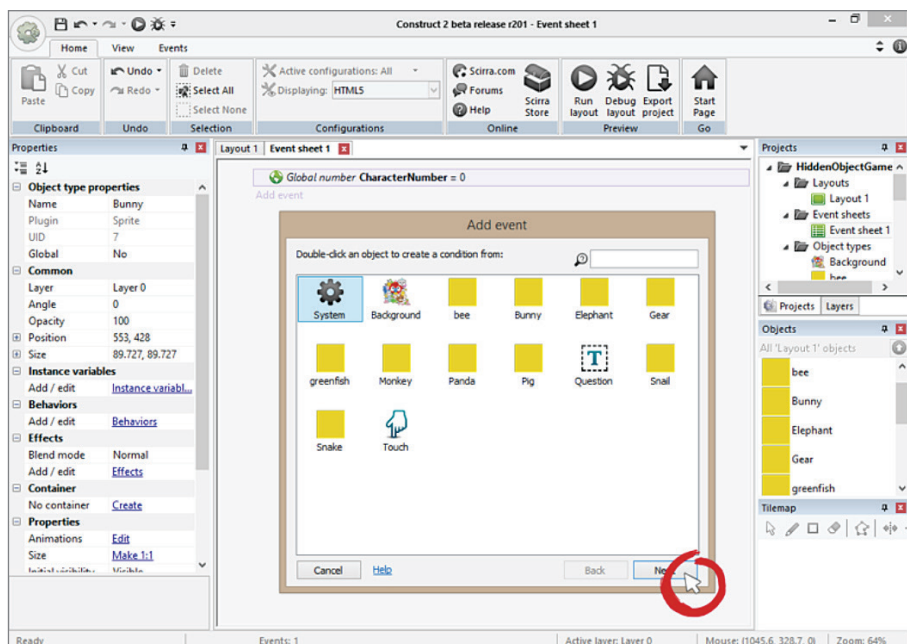 Construct 2 beta release r201 - Event sheet 1
Home View Events
Paste
Cut
Copy
Clipboard
Undo
Redo
Undo
Delete
Select All
Select None
Selection
Active configurations: All
Displaying: HTML5
Configurations
Scirra.com
Forums
Help
Scirra
Store
Online
Run
layout
Debug
layout
Export
project
Preview
Start
Page
Go
Properties
Object type properties
Name Bunny
Plugin Sprite
UID 7
Global No
Common
Layer Layer 0
Angle 0
Opacity 100
Position 553, 428
Size 89.727, 89.727
Instance variables
Add / edit Instance variabl...
Behaviors
Add / edit Behaviors
Effects
Blend mode Normal
Add / edit Effects
Container
No container Create
Properties
Animations Edit
Size Make 1:1
Initial visibility Visible
Layout 1 Event sheet 1
Global number CharacterNumber = 0
Add event
Add event
Double-click an object to create a condition from:
System Background bee Bunny Elephant Gear
greenfish Monkey Panda Pig Question Snail
Snake Touch
Cancel Help Back
Projects
HiddenObjectGame
Layouts
Layout 1
Event sheets
Event sheet 1
Object types
Background
bee
Projects Layers
Objects
All 'Layout 1' objects
bee
Bunny
Elephant
Gear
greenfish
Tilemap
Ready Events: 1 Active layer: Layer 0 Mouse: (1045.6, 328.7, 0) Zoom: 64%